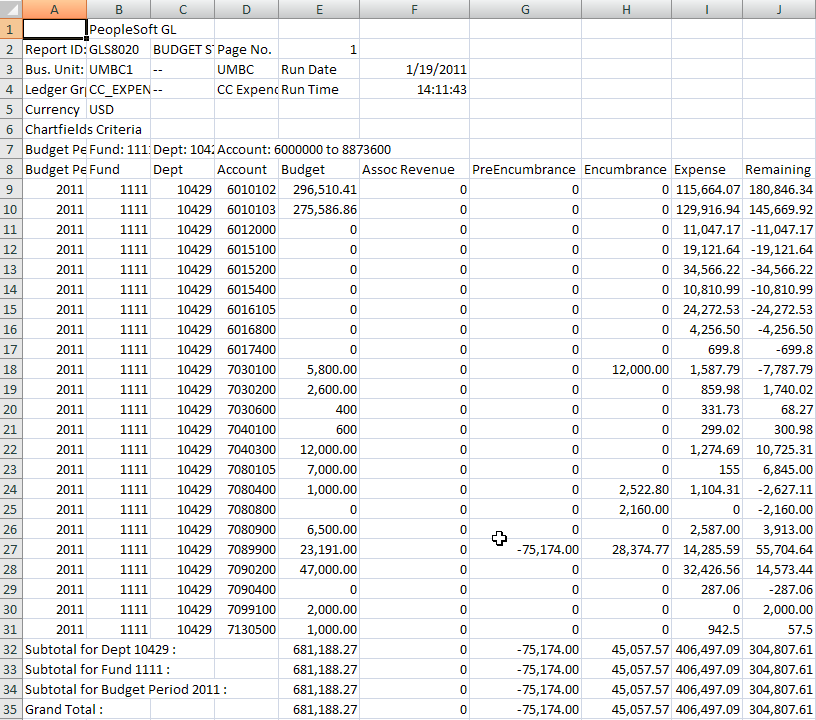 A B C D E F G H I J
1 PeopleSoft GL
2 Report ID: GLS8020 BUDGET ST Page No. 1
3 Bus. Unit: UMBC1 -- UMBC Run Date 1/19/2011
4 Ledger Gr CC_EXPEN -- CC Expend Run Time 14:11:43
5 Currency USD
6 Chartfields Criteria
7 Budget Pe Fund: 111 Dept: 1042 Account: 6000000 to 8873600
8 Budget Pe Fund Dept Account Budget Assoc Revenue PreEncumbrance Encumbrance Expense Remaining
9 2011 1111 10429 6010102 296,510.41 0 0 0 115,664.07 180,846.34
10 2011 1111 10429 6010103 275,586.86 0 0 0 129,916.94 145,669.92
11 2011 1111 10429 6012000 0 0 0 0 11,047.17 -11,047.17
12 2011 1111 10429 6015100 0 0 0 0 19,121.64 -19,121.64
13 2011 1111 10429 6015200 0 0 0 0 34,566.22 -34,566.22
14 2011 1111 10429 6015400 0 0 0 0 10,810.99 -10,810.99
15 2011 1111 10429 6016105 0 0 0 0 24,272.53 -24,272.53
16 2011 1111 10429 6016800 0 0 0 0 4,256.50 -4,256.50
17 2011 1111 10429 6017400 0 0 0 0 699.8 -699.8
18 2011 1111 10429 7030100 5,800.00 0 0 12,000.00 1,587.79 -7,787.79
19 2011 1111 10429 7030200 2,600.00 0 0 0 859.98 1,740.02
20 2011 1111 10429 7030600 400 0 0 0 331.73 68.27
21 2011 1111 10429 7040100 600 0 0 0 299.02 300.98
22 2011 1111 10429 7040300 12,000.00 0 0 0 1,274.69 10,725.31
23 2011 1111 10429 7080105 7,000.00 0 0 0 155 6,845.00
24 2011 1111 10429 7080400 1,000.00 0 0 2,522.80 1,104.31 -2,627.11
25 2011 1111 10429 7080800 0 0 0 2,160.00 0 -2,160.00
26 2011 1111 10429 7080900 6,500.00 0 0 0 2,587.00 3,913.00
27 2011 1111 10429 7089900 23,191.00 0 -75,174.00 28,374.77 14,285.59 55,704.64
28 2011 1111 10429 7090200 47,000.00 0 0 0 32,426.56 14,573.44
29 2011 1111 10429 7090400 0 0 0 0 287.06 -287.06
30 2011 1111 10429 7099100 2,000.00 0 0 0 0 2,000.00
31 2011 1111 10429 7130500 1,000.00 0 0 0 942.5 57.5
32 Subtotal for Dept 10429 : 681,188.27 0 -75,174.00 45,057.57 406,497.09 304,807.61
33 Subtotal for Fund 1111 : 681,188.27 0 -75,174.00 45,057.57 406,497.09 304,807.61
34 Subtotal for Budget Period 2011 : 681,188.27 0 -75,174.00 45,057.57 406,497.09 304,807.61
35 Grand Total : 681,188.27 0 -75,174.00 45,057.57 406,497.09 304,807.61